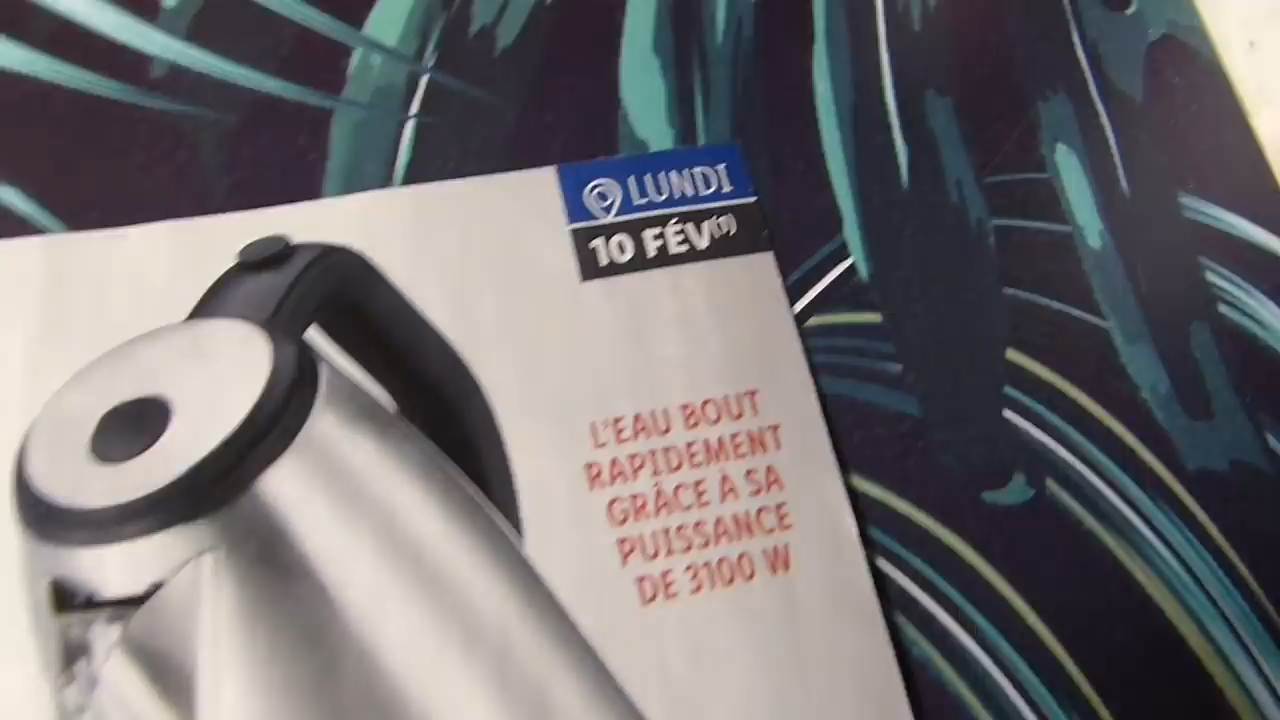 LUNDI
10 FÉV(1)
L'EAU BOUT
RAPIDEMENT
GRÂCE À SA
PUISSANCE
DE 3100 W